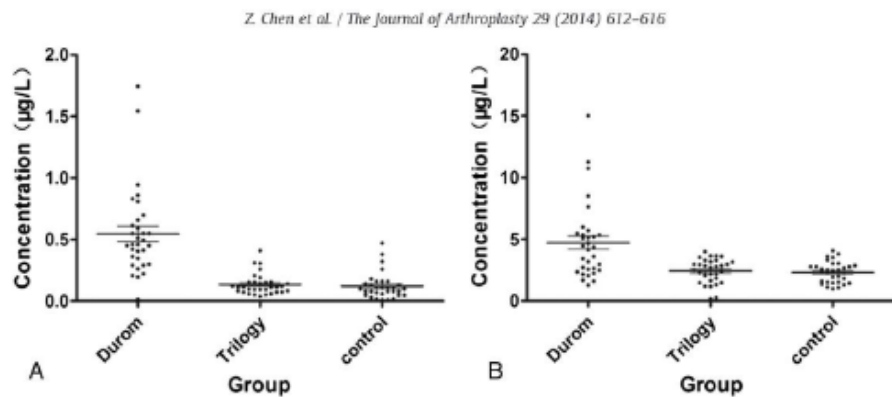 Z. Chen et al. / The Journal of Arthroplasty 29 (2014) 612–616
Concentration (μg/L)
2.0
1.5
1.0
0.5
0.0
Durom
Trilogy
control
Group
A
Concentration (μg/L)
20
15
10
5
0
Durom
Trilogy
control
Group
B